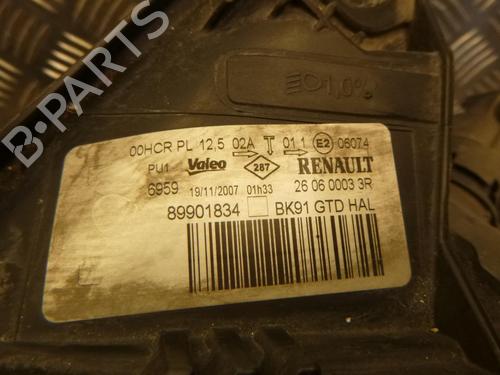 1,0%
00HCR PL 12,5 02A T 01 1 E2 06074
PU1 Valeo 287 RENAULT
6959 19/11/2007 01h33 26 06 0003 3R
89901834 BK91 GTD HAL
B-PARTS